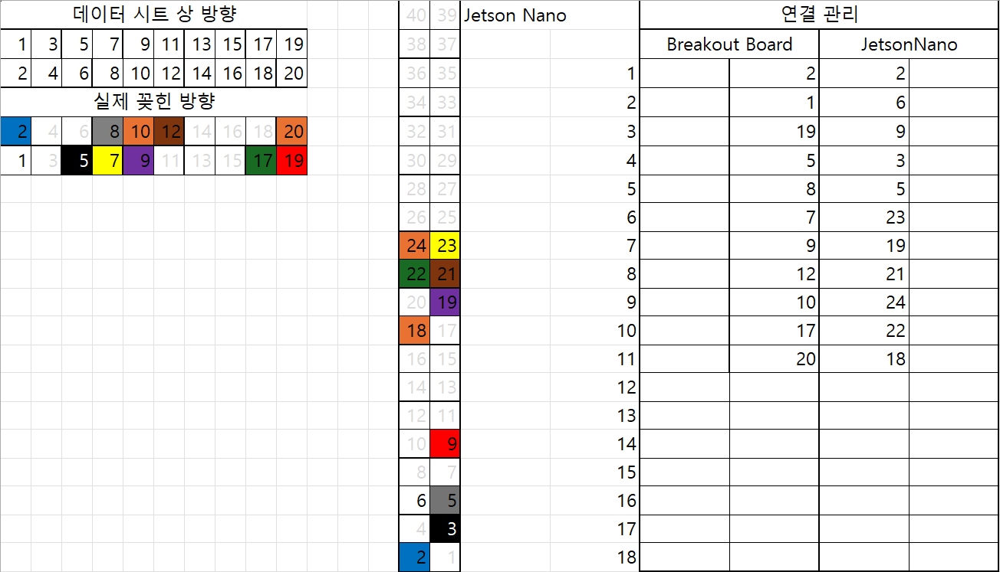 데이터 시트 상 방향
1 3 5 7 9 11 13 15 17 19
2 4 6 8 10 12 14 16 18 20
실제 꽂힌 방향
2 4 6 8 10 12 14 16 18 20
1 3 5 7 9 11 13 15 17 19
40 39 Jetson Nano
38 37
36 35
34 33
32 31
30 29
28 27
26 25
24 23
22 21
20 19
18 17
16 15
14 13
12 11
10 9
8 7
6 5
4 3
2 1
연결 관리
Breakout Board JetsonNano
1 2 2
2 1 6
3 19 9
4 5 3
5 8 5
6 7 23
7 9 19
8 12 21
9 10 24
10 17 22
11 20 18
12
13
14
15
16
17
18